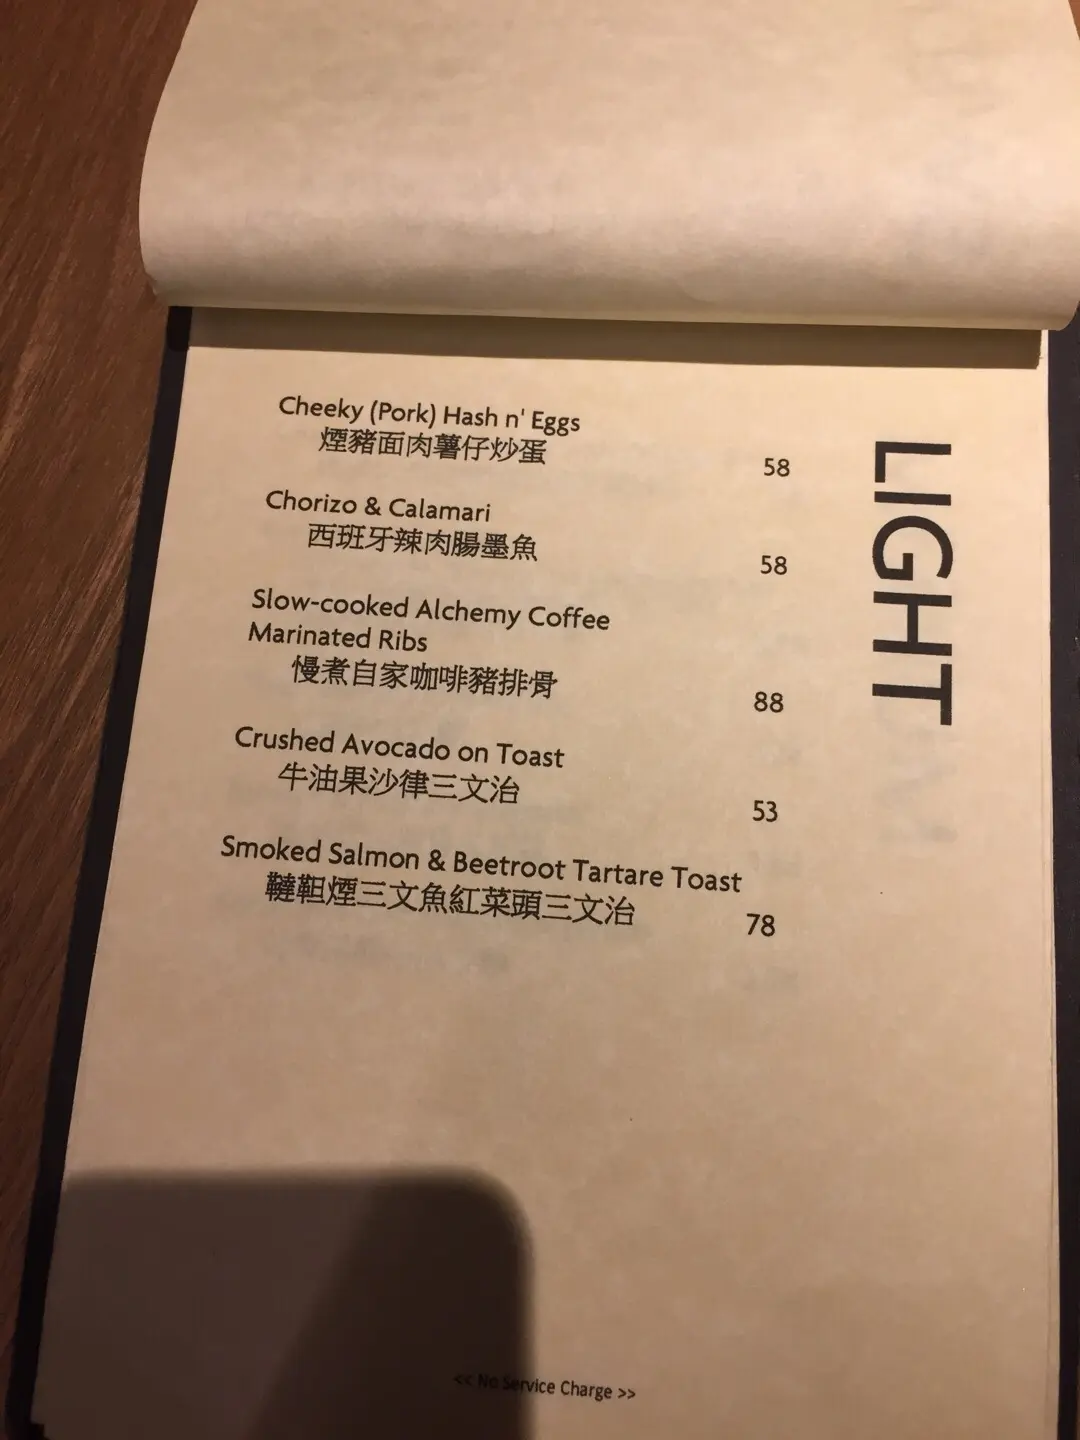 LIGHT
Cheeky (Pork) Hash n' Eggs
煙豬面肉薯仔炒蛋
58
Chorizo & Calamari
西班牙辣肉腸墨魚
58
Slow-cooked Alchemy Coffee
Marinated Ribs
慢煮自家咖啡豬排骨
88
Crushed Avocado on Toast
牛油果沙律三文治
53
Smoked Salmon & Beetroot Tartare Toast
韃靼煙三文魚紅菜頭三文治
78
<< No Service Charge >>